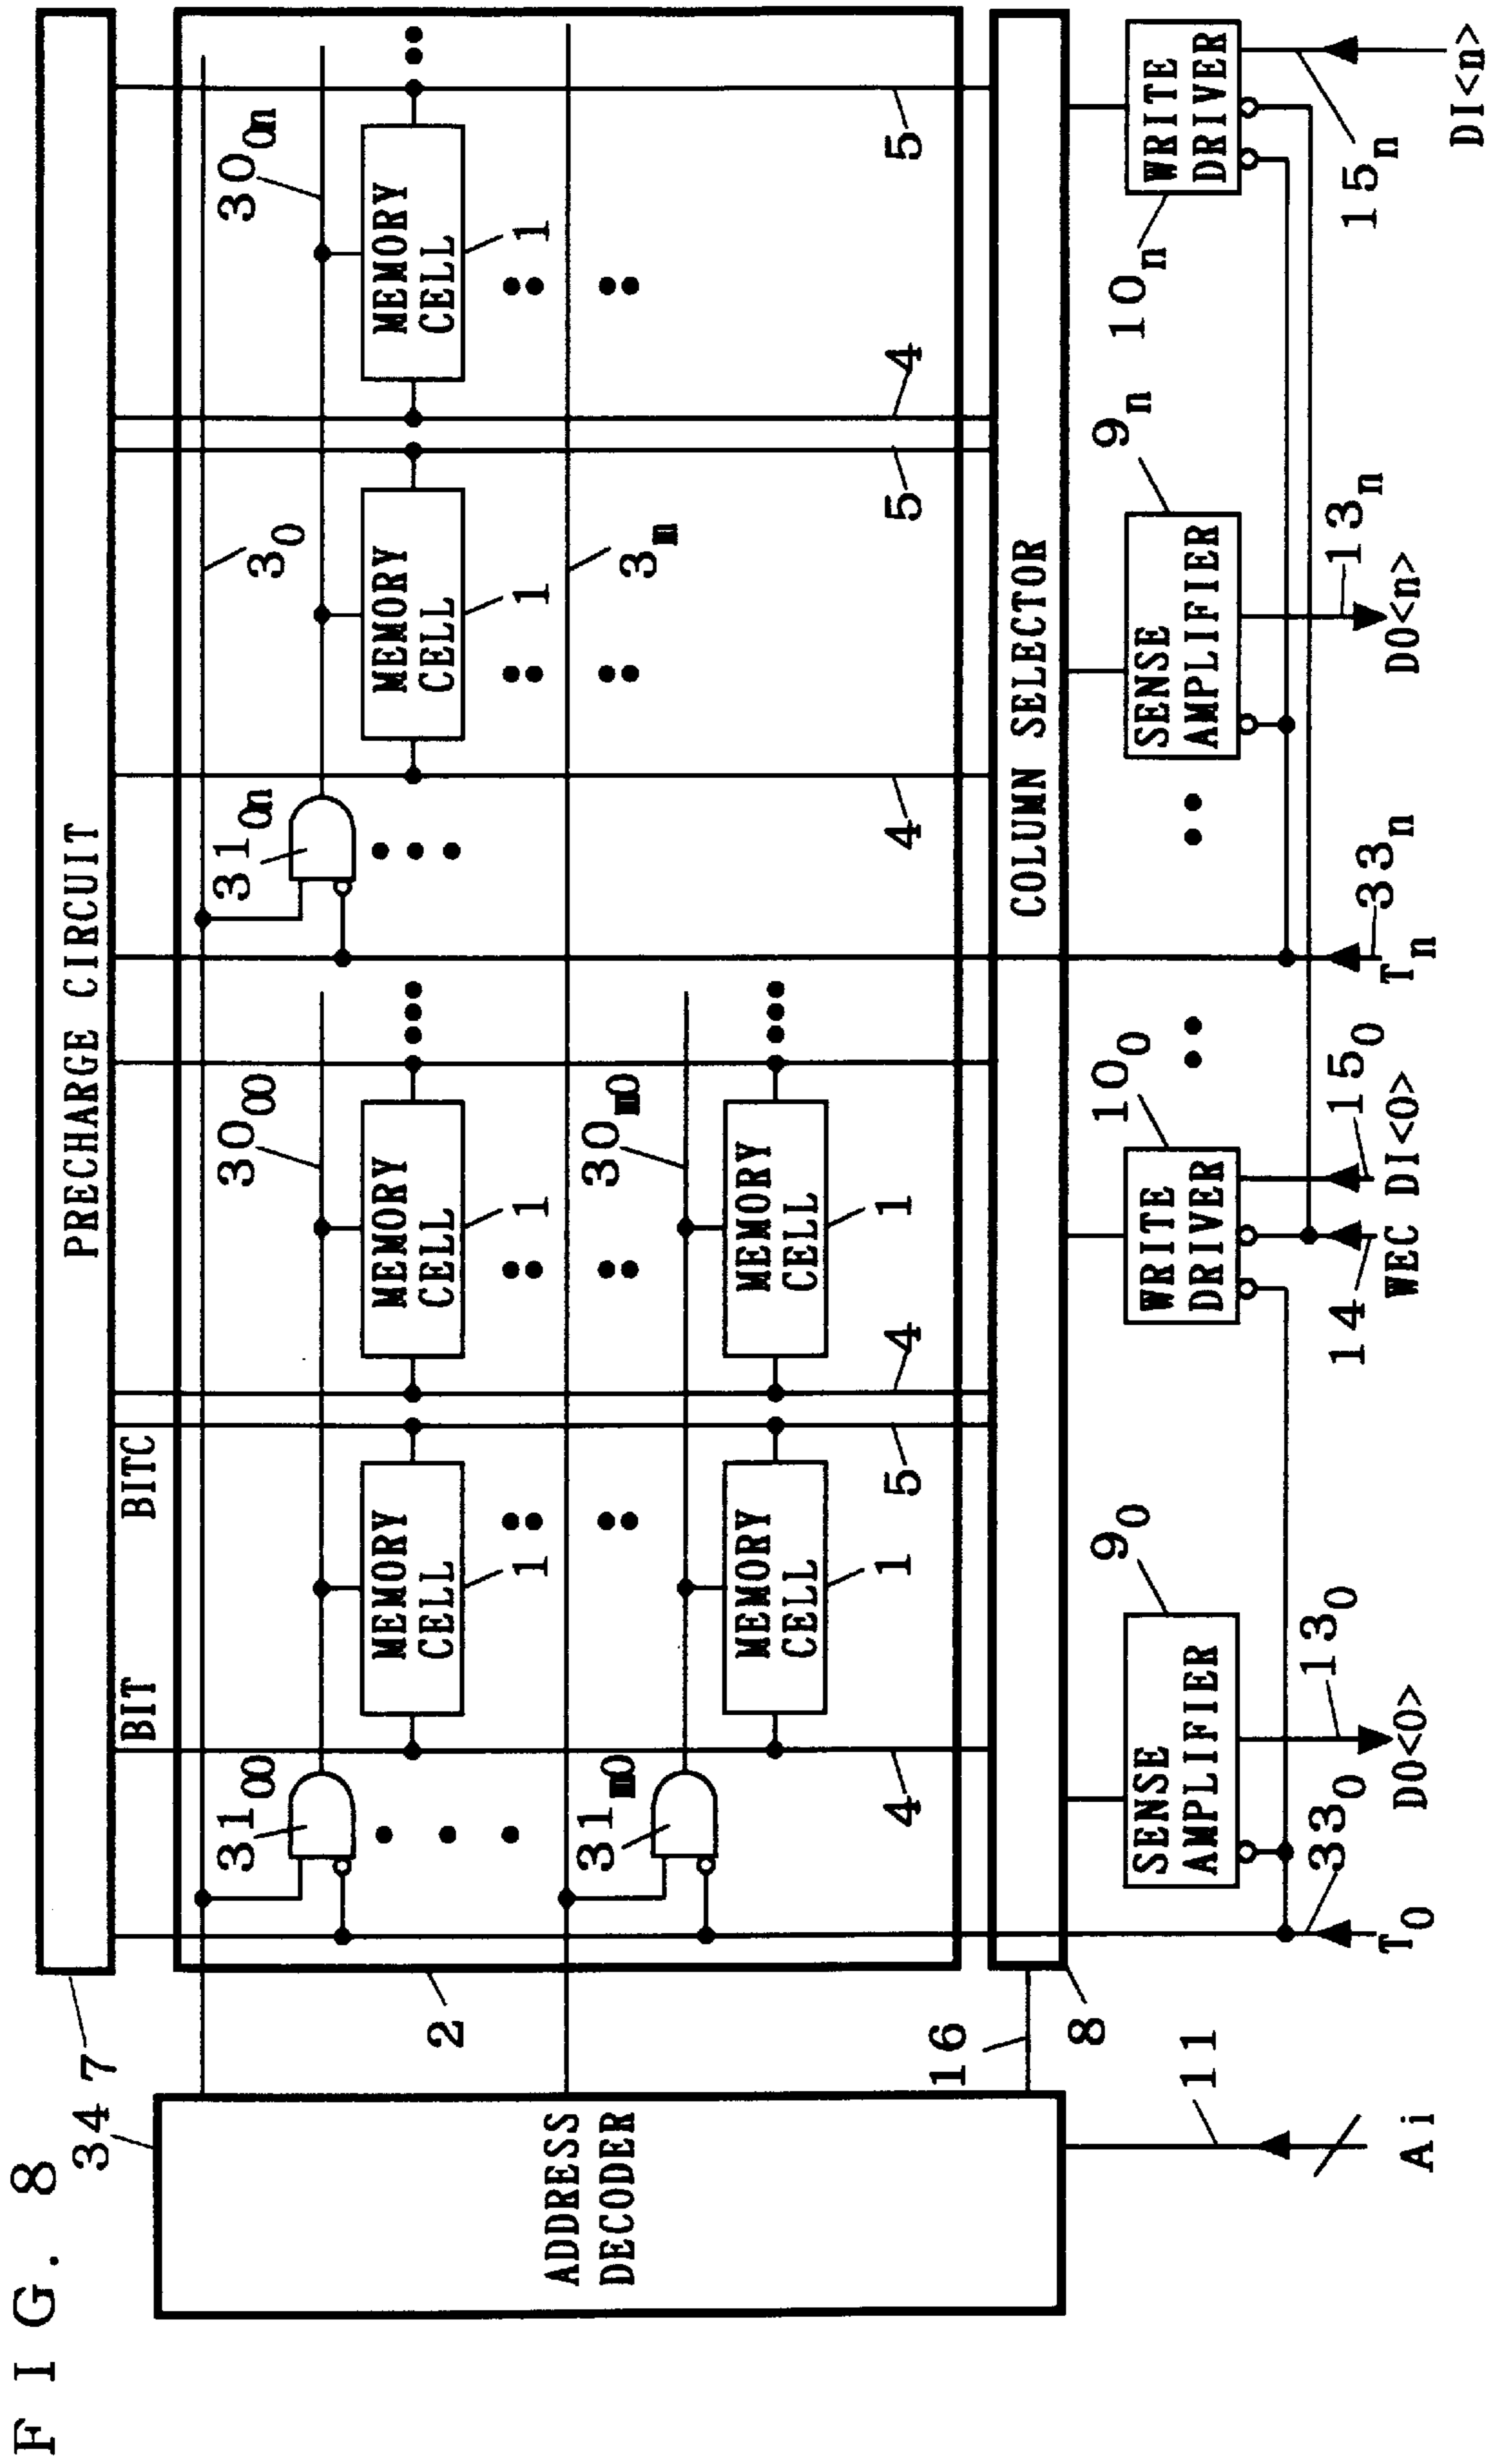 FIG. 8
PRECHARGE CIRCUIT
34
7
BIT
BITC
31₀₀
30₀₀
31₀ₙ
3₀
30₀ₙ
MEMORY CELL
1
MEMORY CELL
1
MEMORY CELL
1
MEMORY CELL
1
ADDRESS DECODER
2
31ₘ₀
30ₘ₀
3ₘ
MEMORY CELL
1
MEMORY CELL
1
4
5
4
4
5
4
5
16
COLUMN SELECTOR
8
9₀
10₀
9ₙ
10ₙ
SENSE AMPLIFIER
WRITE DRIVER
SENSE AMPLIFIER
WRITE DRIVER
11
33₀
13₀
14
15₀
33ₙ
13ₙ
15ₙ
Ai
T₀
DO<0>
WEC
DI<0>
Tₙ
DO<n>
DI<n>